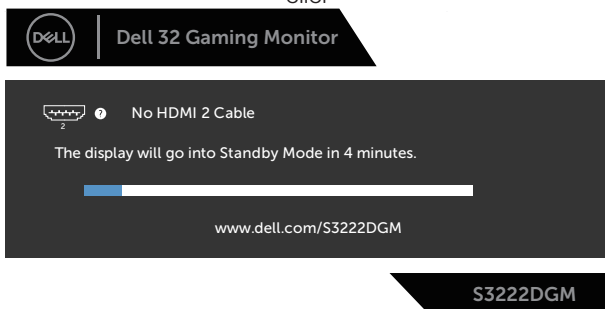 DELL
Dell 32 Gaming Monitor
?
No HDMI 2 Cable
2
The display will go into Standby Mode in 4 minutes.
www.dell.com/S3222DGM
S3222DGM